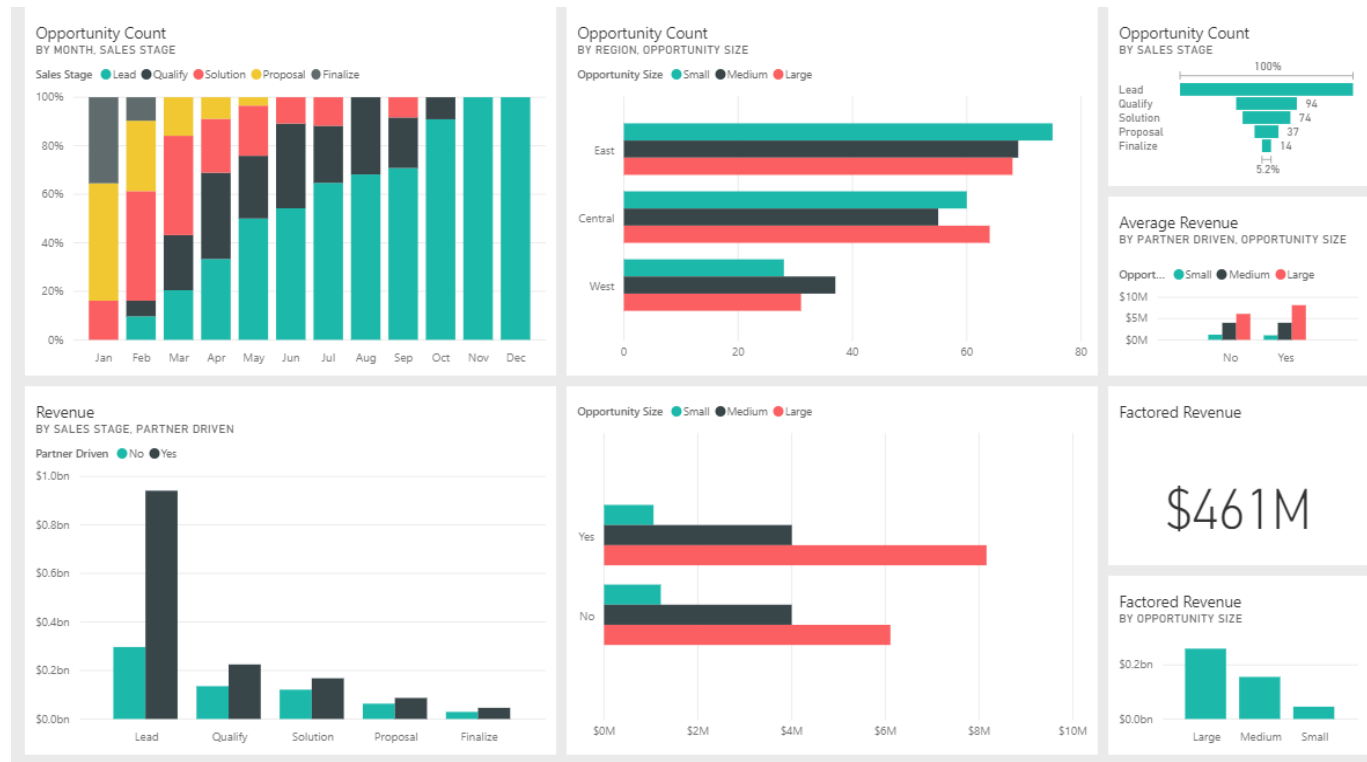 Opportunity Count
BY MONTH, SALES STAGE
Sales Stage Lead Qualify Solution Proposal Finalize
100%
80%
60%
40%
20%
0%
Jan Feb Mar Apr May Jun Jul Aug Sep Oct Nov Dec
Opportunity Count
BY REGION, OPPORTUNITY SIZE
Opportunity Size Small Medium Large
East
Central
West
0 20 40 60 80
Opportunity Count
BY SALES STAGE
100%
Lead
Qualify 94
Solution 74
Proposal 37
Finalize 14
5.2%
Average Revenue
BY PARTNER DRIVEN, OPPORTUNITY SIZE
Opport... Small Medium Large
$10M
$5M
$0M
No Yes
Revenue
BY SALES STAGE, PARTNER DRIVEN
Partner Driven No Yes
$1.0bn
$0.8bn
$0.6bn
$0.4bn
$0.2bn
$0.0bn
Lead Qualify Solution Proposal Finalize
Opportunity Size Small Medium Large
Yes
No
$0M $2M $4M $6M $8M $10M
Factored Revenue
$461M
Factored Revenue
BY OPPORTUNITY SIZE
$0.2bn
$0.0bn
Large Medium Small